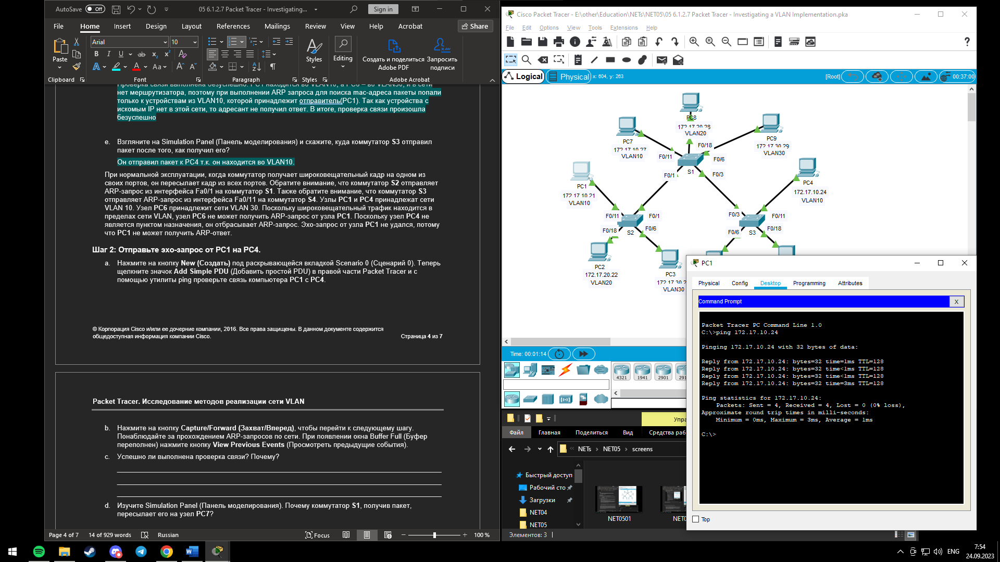 AutoSave Off
05 6.1.2.7 Packet Tracer - Investigating...
Sign in
File Home Insert Design Layout References Mailings Review View Help Acrobat Share
Paste
Arial 10
Styles
Editing
Создать и поделиться Adobe PDF
Запросить подписи
Clipboard Font Paragraph Styles Adobe Acrobat
Проверка связи выполнена безуспешно. PC1 находится во VLAN10, а PC6 – во VLAN30, и в сети
нет мершрутизатора, поэтому при выполнении ARP запроса для поиска mac-адреса пакеты попали
только к устройствам из VLAN10, которой принадлежит отправитель(PC1). Так как устройства с
искомым IP нет в этой сети, то адресант не получил ответ. В итоге, проверка связи произошла
безуспешно
e. Взгляните на Simulation Panel (Панель моделирования) и скажите, куда коммутатор S3 отправил
пакет после того, как получил его?
Он отправил пакет к PC4 т.к. он находится во VLAN10.
При нормальной эксплуатации, когда коммутатор получает широковещательный кадр на одном из
своих портов, он пересылает кадр из всех портов. Обратите внимание, что коммутатор S2 отправляет
ARP-запрос из интерфейса Fa0/1 на коммутатор S1. Также обратите внимание, что коммутатор S3
отправляет ARP-запрос из интерфейса Fa0/11 на коммутатор S4. Узлы PC1 и PC4 принадлежат сети
VLAN 10. Узел PC6 принадлежит сети VLAN 30. Поскольку широковещательный трафик находится в
пределах сети VLAN, узел PC6 не может получить ARP-запрос от узла PC1. Поскольку узел PC4 не
является пунктом назначения, он отбрасывает ARP-запрос. Эхо-запрос от узла PC1 не удался, потому
что PC1 не может получить ARP-ответ.
Шаг 2: Отправьте эхо-запрос от PC1 на PC4.
a. Нажмите на кнопку New (Создать) под раскрывающейся вкладкой Scenario 0 (Сценарий 0). Теперь
щелкните значок Add Simple PDU (Добавить простой PDU) в правой части Packet Tracer и с
помощью утилиты ping проверьте связь компьютера PC1 с PC4.
© Корпорация Cisco и/или ее дочерние компании, 2016. Все права защищены. В данном документе содержится
общедоступная информация компании Cisco. Страница 4 из 7
Packet Tracer. Исследование методов реализации сети VLAN
b. Нажмите на кнопку Capture/Forward (Захват/Вперед), чтобы перейти к следующему шагу.
Понаблюдайте за прохождением ARP-запросов по сети. При появлении окна Buffer Full (Буфер
переполнен) нажмите кнопку View Previous Events (Просмотреть предыдущие события).
c. Успешно ли выполнена проверка связи? Почему?
d. Изучите Simulation Panel (Панель моделирования). Почему коммутатор S1, получив пакет,
пересылает его на узел PC7?
Page 4 of 7 14 of 929 words Russian Focus 100 %
Cisco Packet Tracer - E:\other\Education\NETs\NET05\05 6.1.2.7 Packet Tracer - Investigating a VLAN Implementation.pka
File Edit Options View Tools Extensions Help
Logical Physical x: 604, y: 263 [Root] 00:37:00
PC8
172.17.20.28
VLAN20
PC7
172.17.10.27
VLAN10
PC9
172.17.30.29
VLAN30
F0/18
F0/11
F0/6
S1
F0/1
F0/3
PC1
172.17.10.21
VLAN10
PC4
172.17.10.24
VLAN10
F0/11
F0/1
F0/3
F0/11
F0/18
F0/6
F0/6
F0/18
S2
S3
PC2
172.17.20.22
VLAN20
PC3
172.17.30.2
VLAN30
Time: 00:01:14
4321 1941 2901 291
Упра
Файл Главная Поделиться Вид Средства раб
NETs NET05 screens
Быстрый доступ
Рабочий сто
Загрузки
NET04
NET05
NET0501
NET0
Элементов: 3
PC1
Physical Config Desktop Programming Attributes
Command Prompt X
Packet Tracer PC Command Line 1.0
C:\>ping 172.17.10.24
Pinging 172.17.10.24 with 32 bytes of data:
Reply from 172.17.10.24: bytes=32 time=1ms TTL=128
Reply from 172.17.10.24: bytes=32 time<1ms TTL=128
Reply from 172.17.10.24: bytes=32 time<1ms TTL=128
Reply from 172.17.10.24: bytes=32 time=3ms TTL=128
Ping statistics for 172.17.10.24:
Packets: Sent = 4, Received = 4, Lost = 0 (0% loss),
Approximate round trip times in milli-seconds:
Minimum = 0ms, Maximum = 3ms, Average = 1ms
C:\>
Top
ENG
7:54
24.09.2023